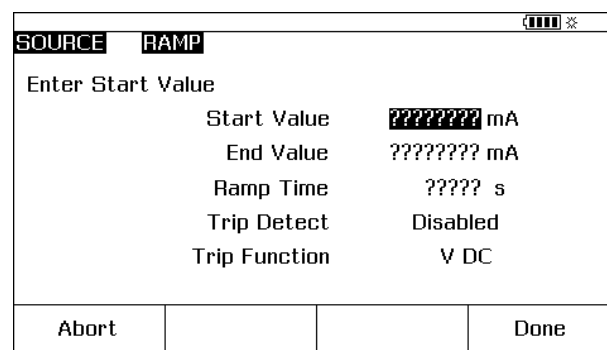 SOURCE RAMP
Enter Start Value
Start Value ???????? mA
End Value ???????? mA
Ramp Time ????? s
Trip Detect Disabled
Trip Function V DC
Abort Done